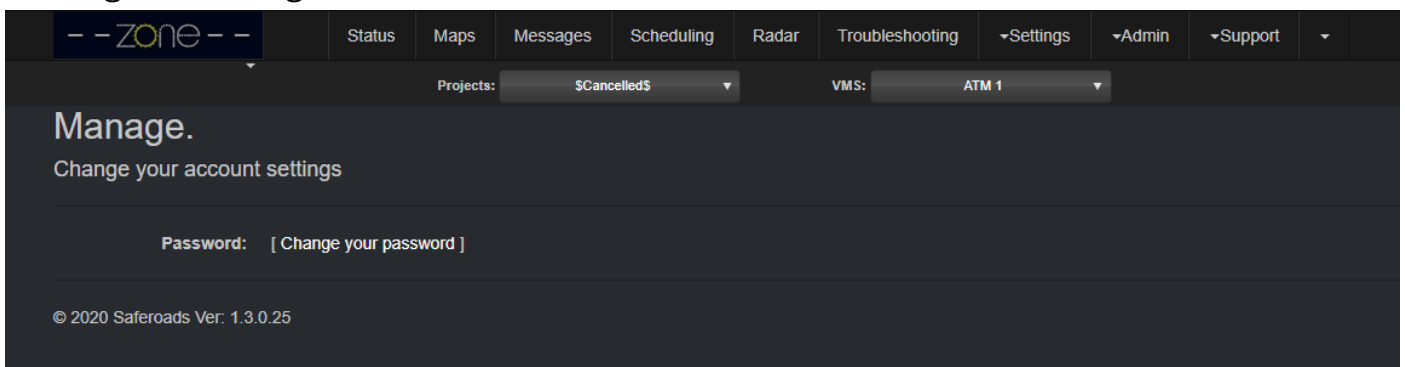 --zone-- Status Maps Messages Scheduling Radar Troubleshooting Settings Admin Support
Projects: $Cancelled$ VMS: ATM 1
Manage.
Change your account settings
Password: [ Change your password ]
© 2020 Saferoads Ver: 1.3.0.25